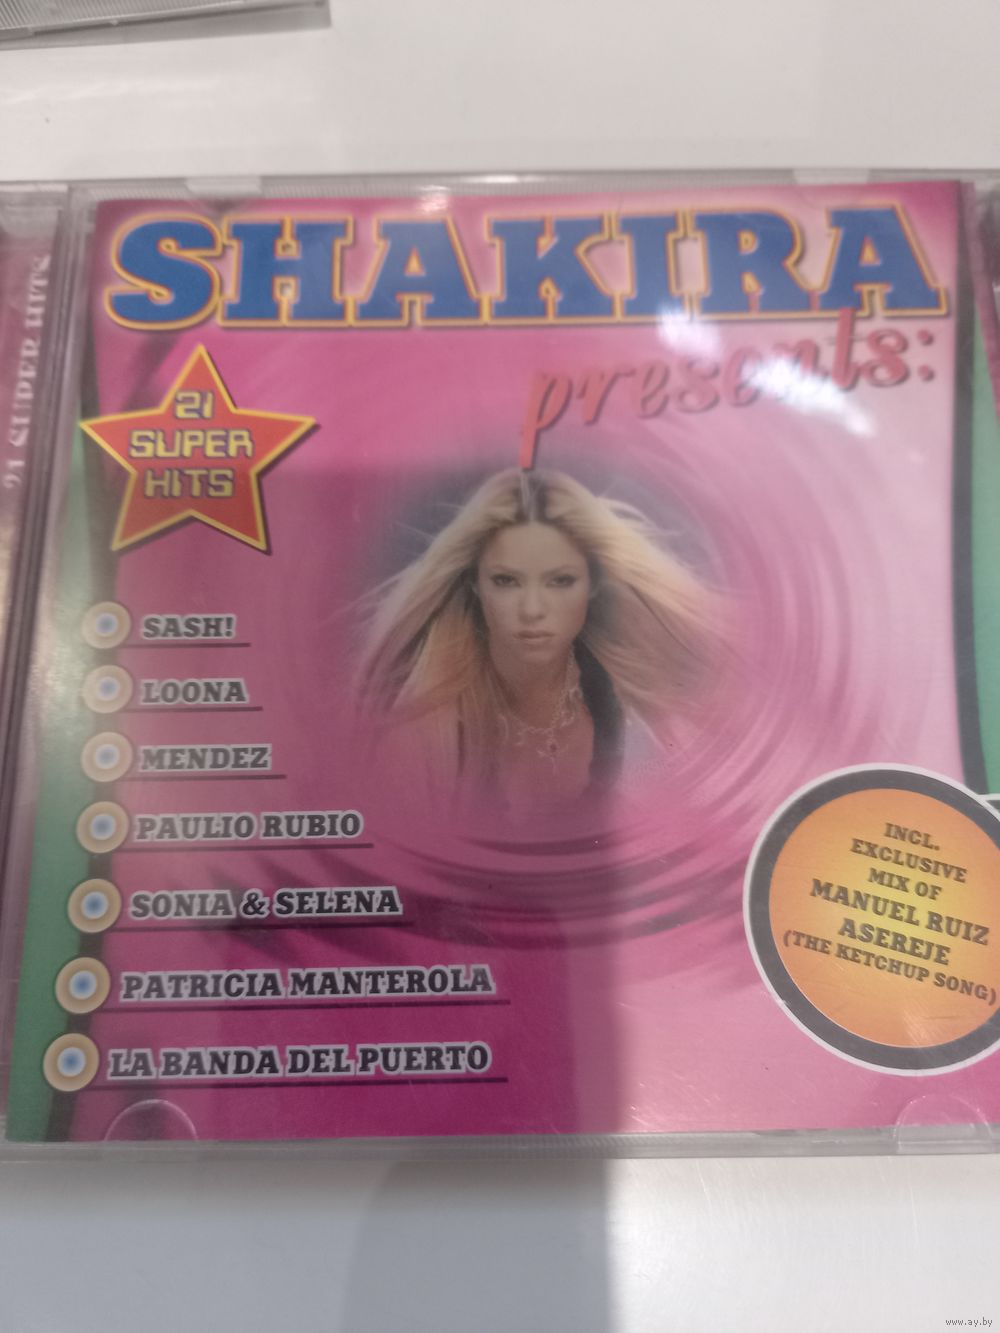 SHAKIRA
presents:
21
SUPER
HITS
21 SUPER HITS
SASH!
LOONA
MENDEZ
PAULIO RUBIO
SONIA & SELENA
PATRICIA MANTEROLA
LA BANDA DEL PUERTO
INCL.
EXCLUSIVE
MIX OF
MANUEL RUIZ
ASEREJE
(THE KETCHUP SONG)
www.ay.by